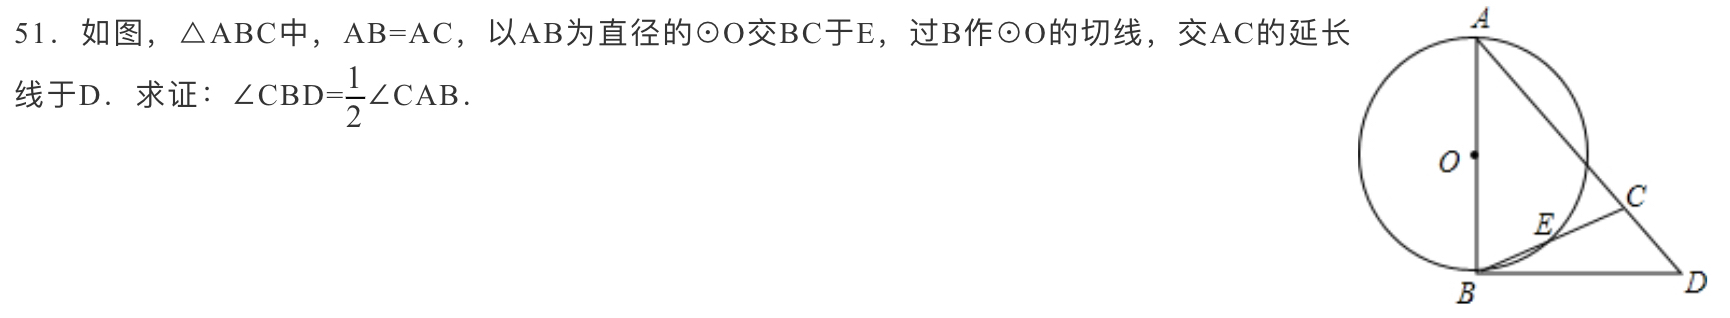 51．如图，△ABC中，AB=AC，以AB为直径的⊙O交BC于E，过B作⊙O的切线，交AC的延长
线于D．求证：∠CBD=\frac{1}{2}∠CAB．
A
O
C
E
B
D